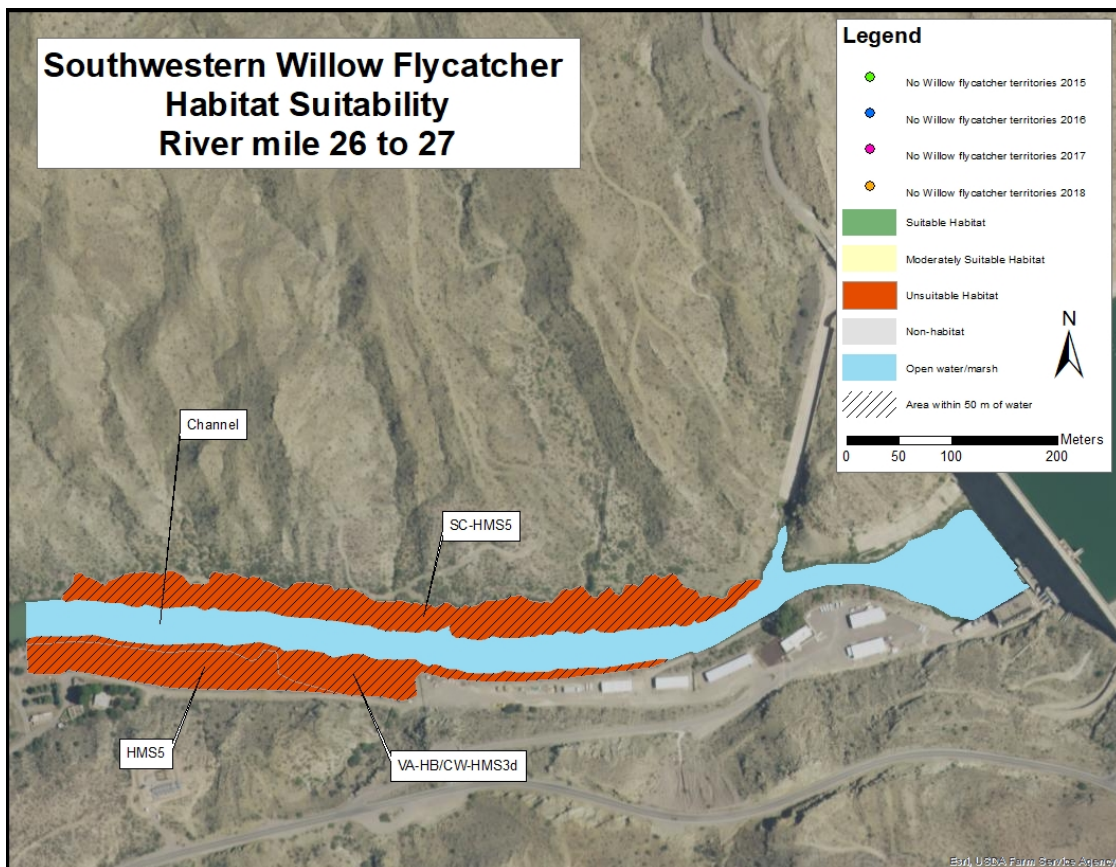 Southwestern Willow Flycatcher
Habitat Suitability
River mile 26 to 27
Legend
No Willow flycatcher territories 2015
No Willow flycatcher territories 2016
No Willow flycatcher territories 2017
No Willow flycatcher territories 2018
Suitable Habitat
Moderately Suitable Habitat
Unsuitable Habitat
Non-habitat
N
Open water/marsh
Area within 50 m of water
Meters
0 50 100 200
Channel
SC-HMS5
HMS5
VA-HB/CW-HMS3d
Esri, USDA Farm Service Agency